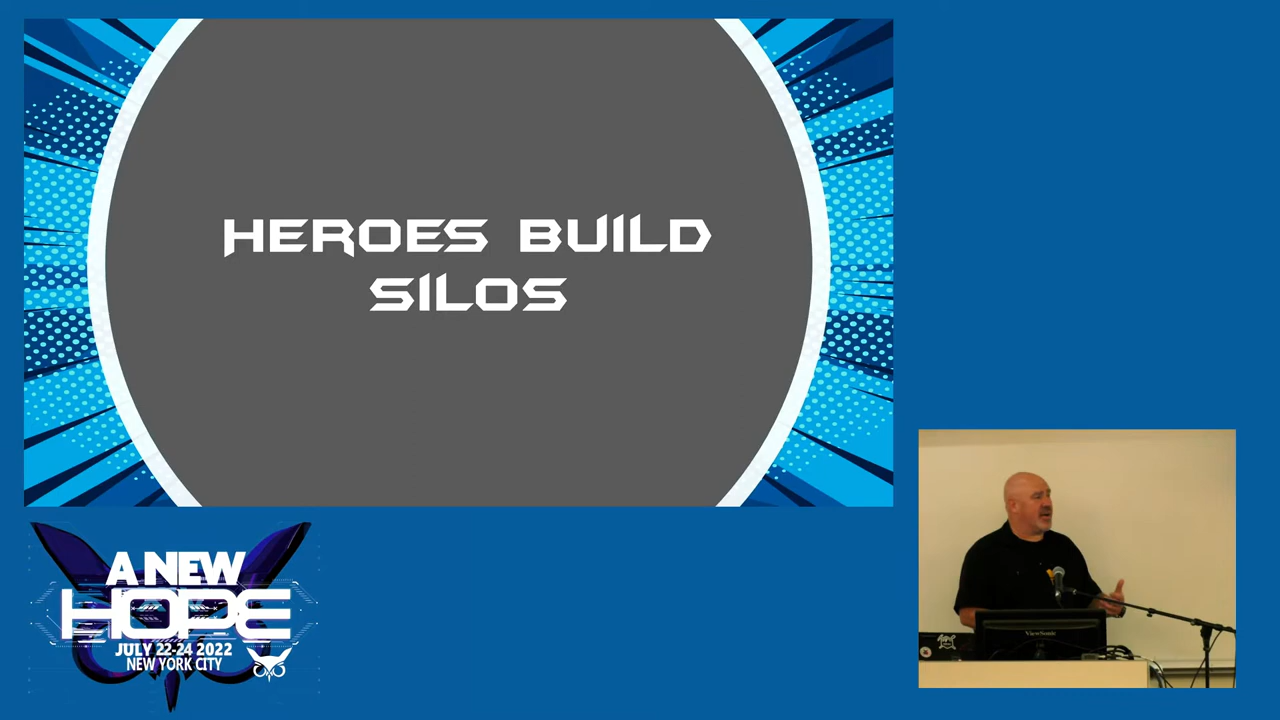 HEROES BUILD
SILOS
A NEW
HOPE
JULY 22-24 2022
NEW YORK CITY
ViewSonic